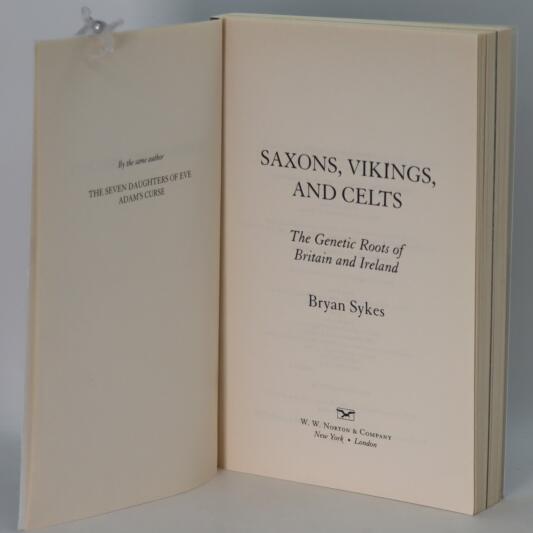 By the same author
THE SEVEN DAUGHTERS OF EVE
ADAM'S CURSE
SAXONS, VIKINGS,
AND CELTS
The Genetic Roots of
Britain and Ireland
Bryan Sykes
W. W. NORTON & COMPANY
New York • London